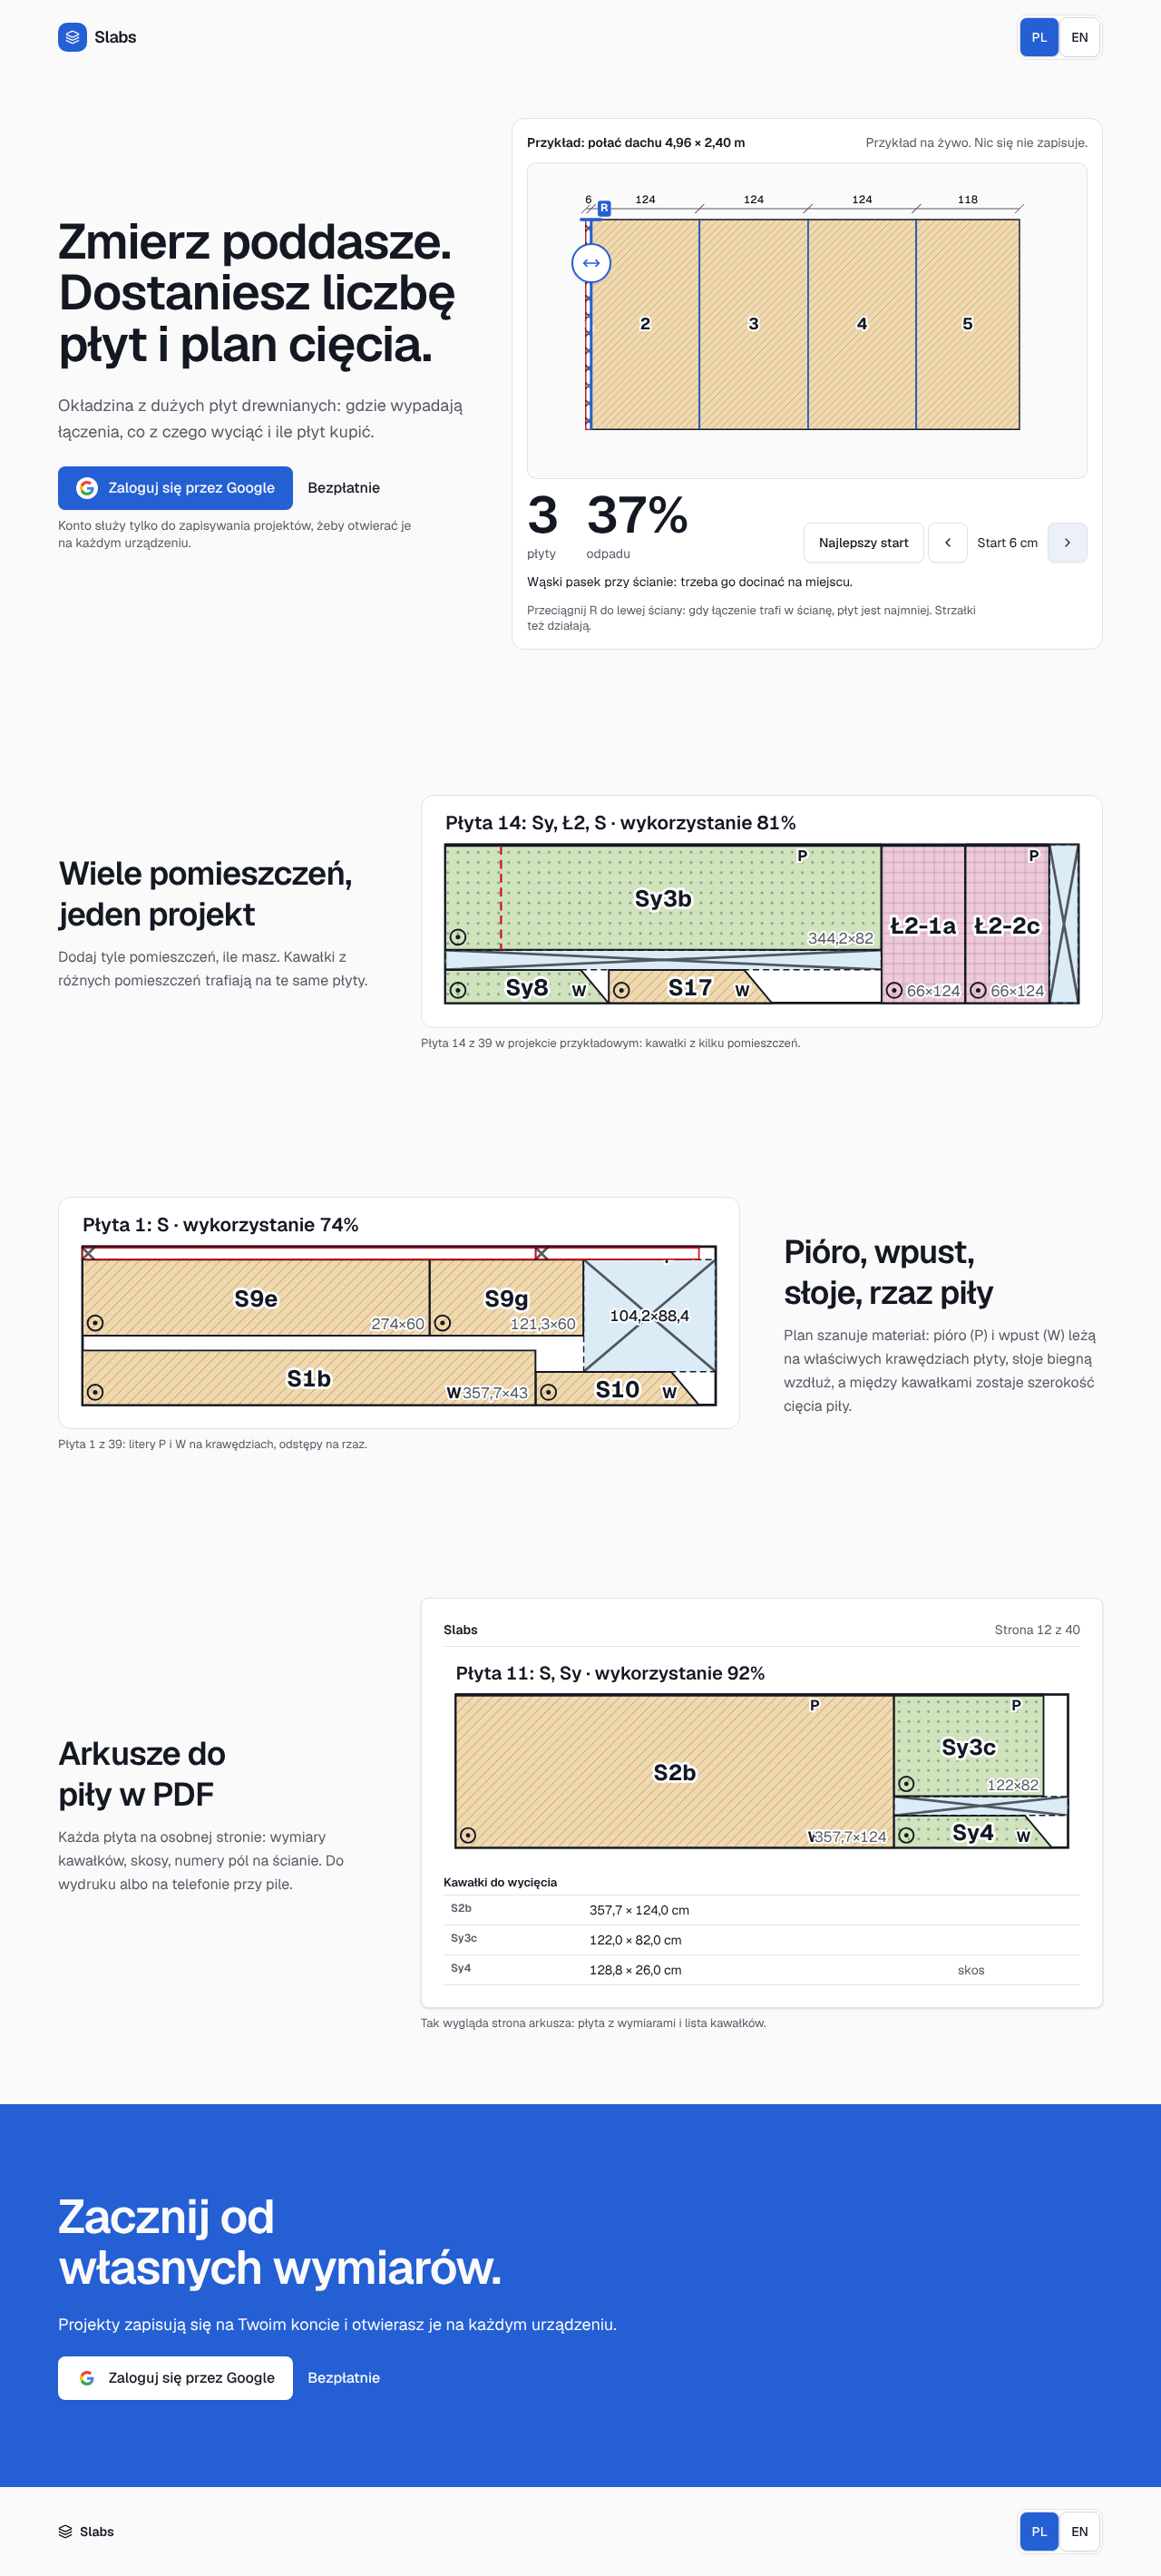 Slabs
PL EN
Zmierz poddasze.
Dostaniesz liczbę
płyt i plan cięcia.
Okładzina z dużych płyt drewnianych: gdzie wypadają
łączenia, co z czego wyciąć i ile płyt kupić.
Zaloguj się przez Google
Bezpłatnie
Konto służy tylko do zapisywania projektów, żeby otwierać je
na każdym urządzeniu.
Przykład: połać dachu 4,96 × 2,40 m
Przykład na żywo. Nic się nie zapisuje.
6 124 124 124 118
R
2 3 4 5
3 37%
płyty odpadu
Najlepszy start
Start 6 cm
Wąski pasek przy ścianie: trzeba go docinać na miejscu.
Przeciągnij R do lewej ściany: gdy łączenie trafi w ścianę, płyt jest najmniej. Strzałki
też działają.
Wiele pomieszczeń,
jeden projekt
Dodaj tyle pomieszczeń, ile masz. Kawałki z
różnych pomieszczeń trafiają na te same płyty.
Płyta 14: Sy, Ł2, S · wykorzystanie 81%
P P
Sy3b
344,2×82
Ł2-1a Ł2-2c
Sy8 W S17 W
66×124 66×124
Płyta 14 z 39 w projekcie przykładowym: kawałki z kilku pomieszczeń.
Płyta 1: S · wykorzystanie 74%
S9e S9g
274×60 121,3×60
104,2×88,4
S1b
W 357,7×43
S10 W
Płyta 1 z 39: litery P i W na krawędziach, odstępy na rzaz.
Pióro, wpust,
słoje, rzaz piły
Plan szanuje materiał: pióro (P) i wpust (W) leżą
na właściwych krawędziach płyty, słoje biegną
wzdłuż, a między kawałkami zostaje szerokość
cięcia piły.
Arkusze do
piły w PDF
Każda płyta na osobnej stronie: wymiary
kawałków, skosy, numery pól na ścianie. Do
wydruku albo na telefonie przy pile.
Slabs
Strona 12 z 40
Płyta 11: S, Sy · wykorzystanie 92%
P P
S2b
Sy3c
122×82
357,7×124
Sy4 W
Kawałki do wycięcia
S2b 357,7 × 124,0 cm
Sy3c 122,0 × 82,0 cm
Sy4 128,8 × 26,0 cm skos
Tak wygląda strona arkusza: płyta z wymiarami i lista kawałków.
Zacznij od
własnych wymiarów.
Projekty zapisują się na Twoim koncie i otwierasz je na każdym urządzeniu.
Zaloguj się przez Google
Bezpłatnie
Slabs
PL EN